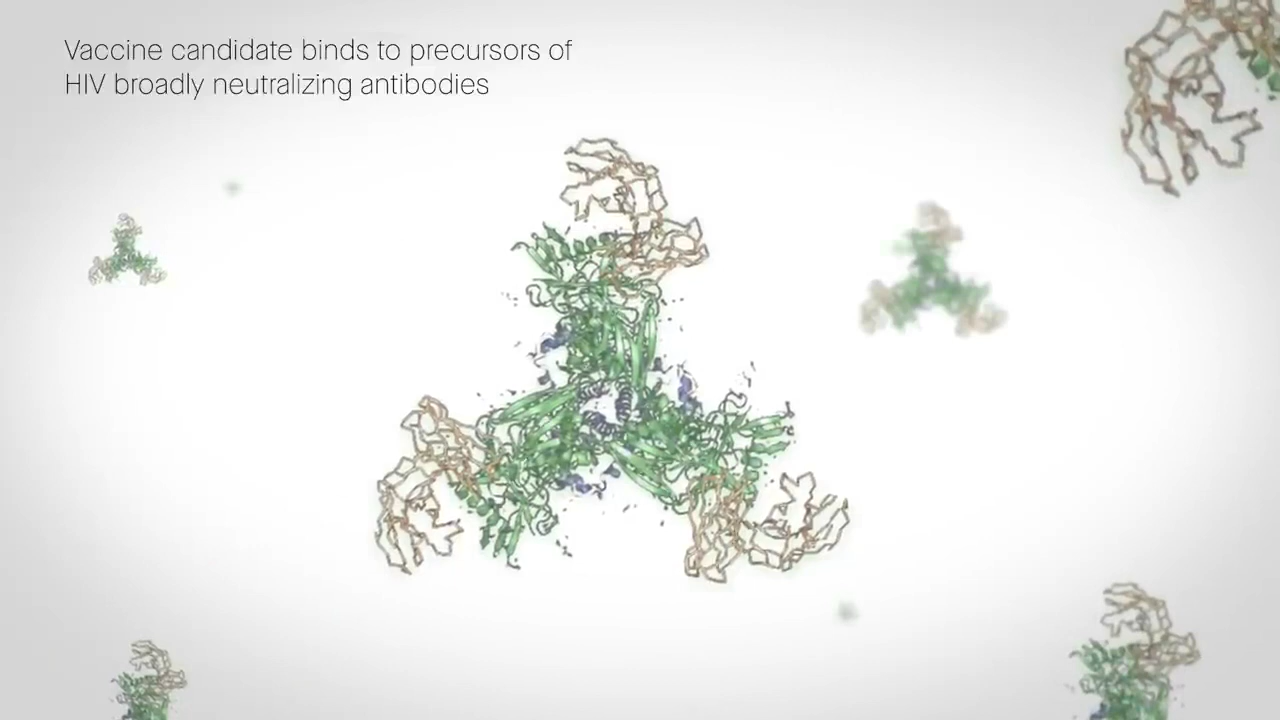 Vaccine candidate binds to precursors of
HIV broadly neutralizing antibodies